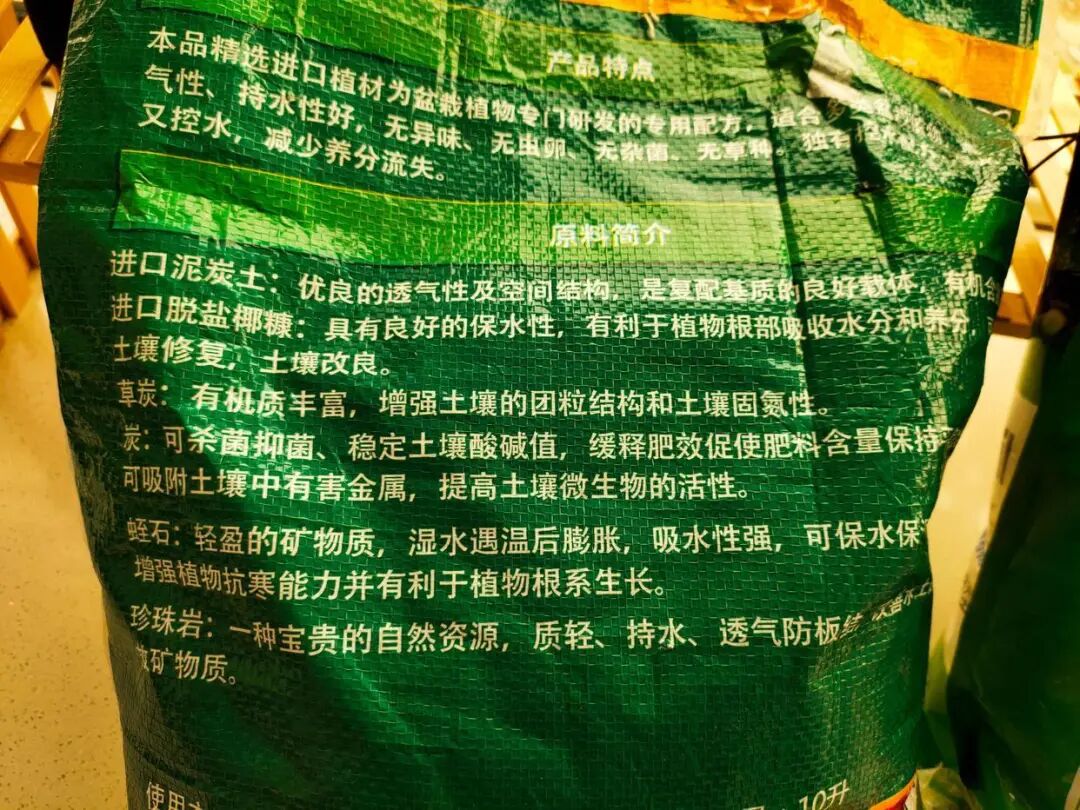 产品特点
本品精选进口植材为盆栽植物专门研发的专用配方，适合
气性、持水性好，无异味、无虫卵、无杂菌、无草种，独有
又控水，减少养分流失。
原料简介
进口泥炭土：优良的透气性及空间结构，是复配基质的良好载体，有机
进口脱盐椰糠：具有良好的保水性，有利于植物根部吸收水分和养分，
土壤修复，土壤改良。
草炭：有机质丰富，增强土壤的团粒结构和土壤固氮性。
炭：可杀菌抑菌、稳定土壤酸碱值，缓释肥效促使肥料含量保持
可吸附土壤中有害金属，提高土壤微生物的活性。
蛭石：轻盈的矿物质，湿水遇温后膨胀，吸水性强，可保水保
增强植物抗寒能力并有利于植物根系生长。
珍珠岩：一种宝贵的自然资源，质轻、持水、透气防板结
矿物质。
使用
10升